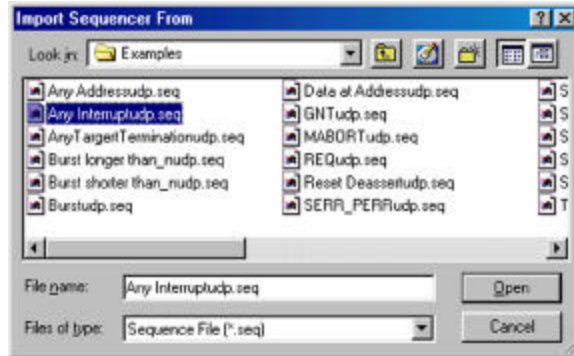 Import Sequencer From
Look in: Examples
Any Addressudp.seq
Any Interruptudp.seq
AnyTargetTerminationudp.seq
Burst longer than_nudp.seq
Burst shorter than_nudp.seq
Burstudp.seq
Data at Addressudp.seq
GNTudp.seq
MABORTudp.seq
REQudp.seq
Reset Deassertudp.seq
SERR_PERRudp.seq
S
S
S
S
S
T
File name: Any Interruptudp.seq Open
Files of type: Sequence File (*.seq) Cancel